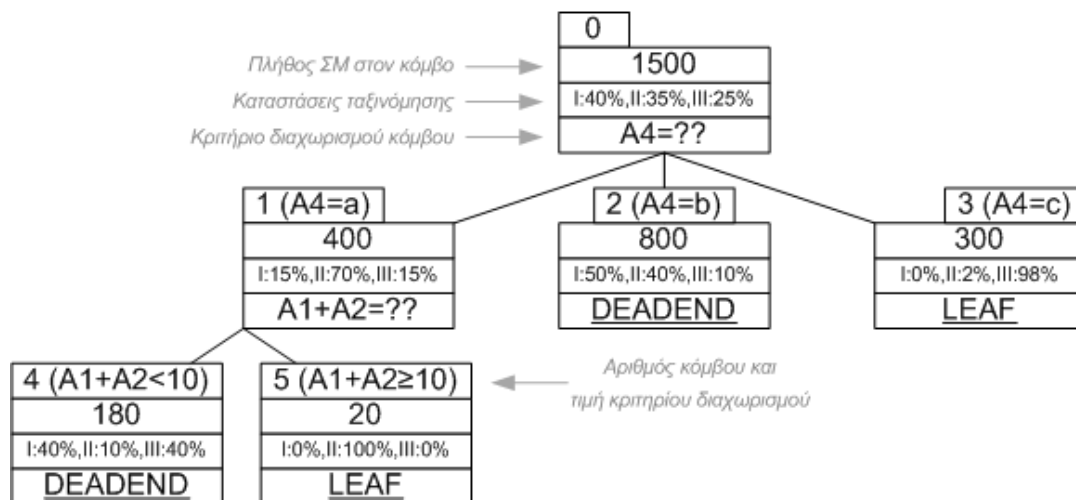 0
Πλήθος ΣΜ στον κόμβο
1500
Καταστάσεις ταξινόμησης
I:40%,II:35%,III:25%
Κριτήριο διαχωρισμού κόμβου
A4=??
1 (A4=a)
2 (A4=b)
3 (A4=c)
400
800
300
I:15%,II:70%,III:15%
I:50%,II:40%,III:10%
I:0%,II:2%,III:98%
A1+A2=??
DEADEND
LEAF
4 (A1+A2<10)
5 (A1+A2≥10)
Αριθμός κόμβου και
τιμή κριτηρίου διαχωρισμού
180
20
I:40%,II:10%,III:40%
I:0%,II:100%,III:0%
DEADEND
LEAF